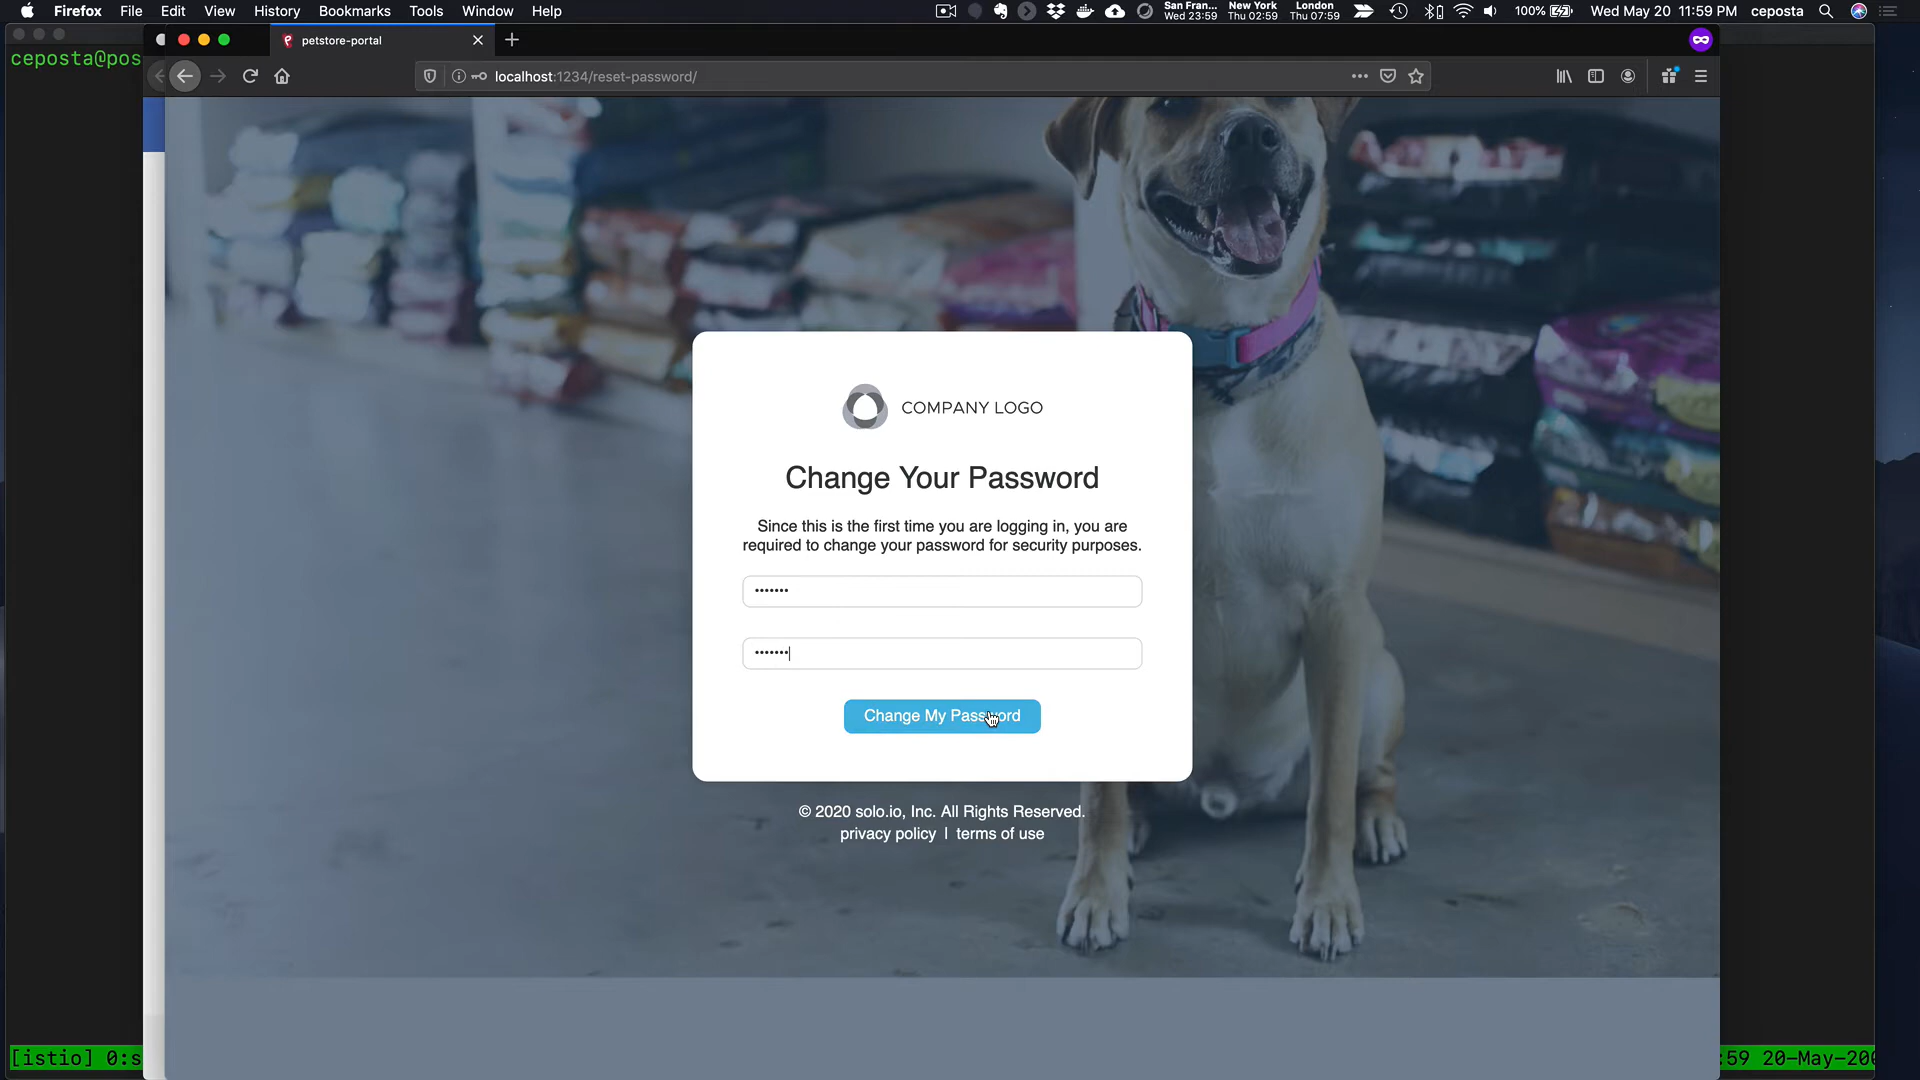 Firefox File Edit View History Bookmarks Tools Window Help
San Fran... Wed 23:59 New York Thu 02:59 London Thu 07:59 100% Wed May 20 11:59 PM ceposta
ceposta@pos
petstore-portal
localhost:1234/reset-password/
COMPANY LOGO
Change Your Password
Since this is the first time you are logging in, you are
required to change your password for security purposes.
•••••••
•••••••
Change My Password
© 2020 solo.io, Inc. All Rights Reserved.
privacy policy | terms of use
[istio] 0:s
:59 20-May-20